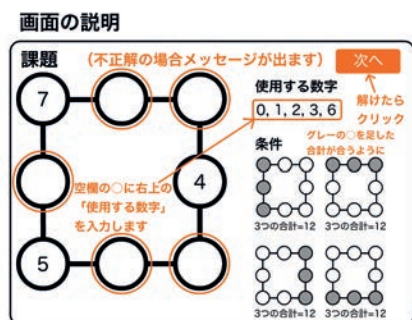 画面の説明
課題
(不正解の場合メッセージが出ます)
次へ
使用する数字
0, 1, 2, 3, 6
解けたら
クリック
7
4
5
空欄の○に右上の
「使用する数字」
を入力します
条件
グレーの○を足した
合計が合うように
3つの合計=12
3つの合計=12
3つの合計=12
3つの合計=12